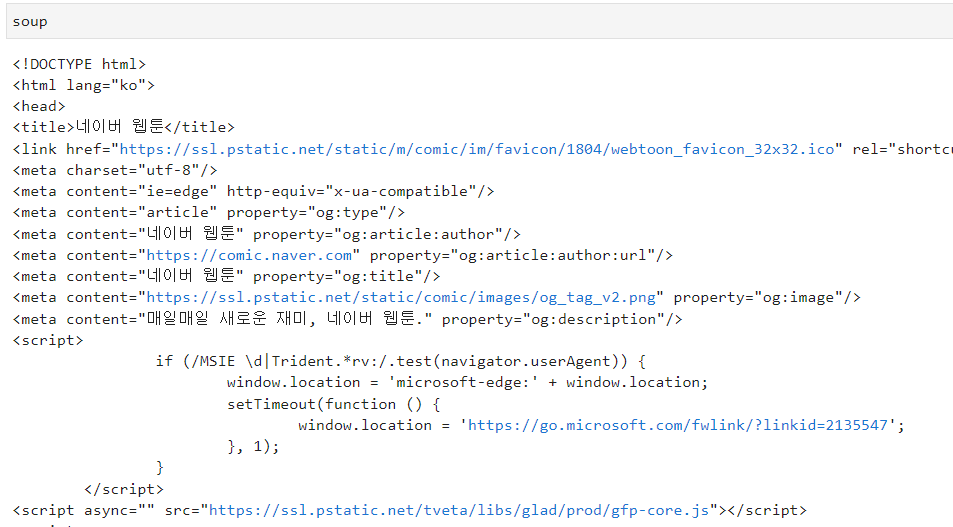 soup
<!DOCTYPE html>
<html lang="ko">
<head>
<title>네이버 웹툰</title>
<link href="https://ssl.pstatic.net/static/m/comic/im/favicon/1804/webtoon_favicon_32x32.ico" rel="shortcu
<meta charset="utf-8"/>
<meta content="ie=edge" http-equiv="x-ua-compatible"/>
<meta content="article" property="og:type"/>
<meta content="네이버 웹툰" property="og:article:author"/>
<meta content="https://comic.naver.com" property="og:article:author:url"/>
<meta content="네이버 웹툰" property="og:title"/>
<meta content="https://ssl.pstatic.net/static/comic/images/og_tag_v2.png" property="og:image"/>
<meta content="매일매일 새로운 재미, 네이버 웹툰." property="og:description"/>
<script>
if (/MSIE \d|Trident.*rv:/.test(navigator.userAgent)) {
window.location = 'microsoft-edge:' + window.location;
setTimeout(function () {
window.location = 'https://go.microsoft.com/fwlink/?linkid=2135547';
}, 1);
}
</script>
<script async="" src="https://ssl.pstatic.net/tveta/libs/glad/prod/gfp-core.js"></script>